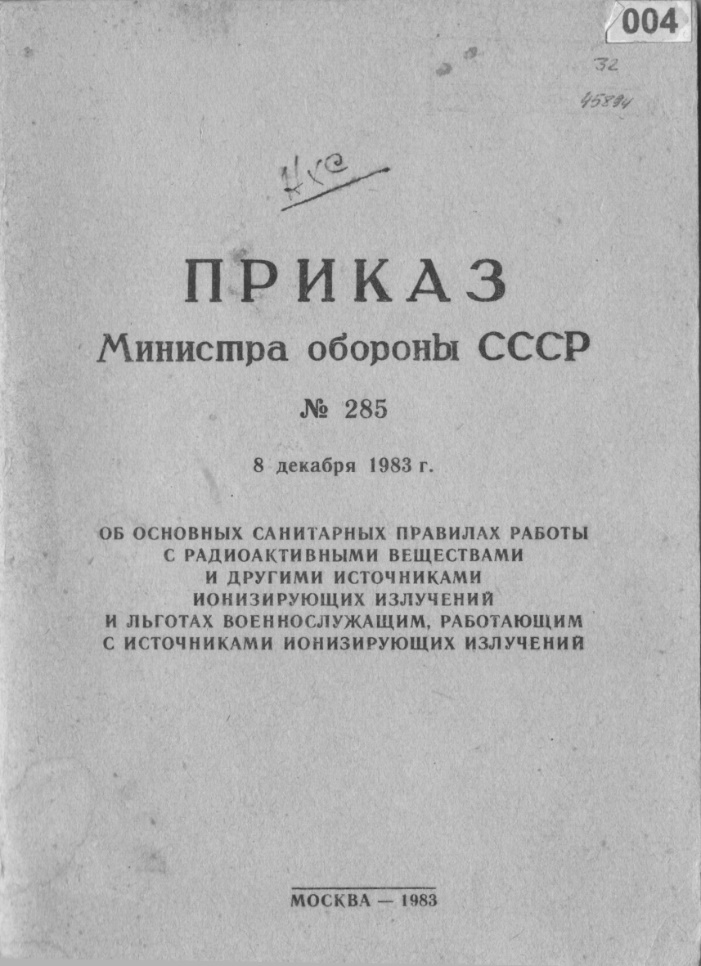 004
32
45894
Нхс
ПРИКАЗ
Министра обороны СССР
№ 285
8 декабря 1983 г.
ОБ ОСНОВНЫХ САНИТАРНЫХ ПРАВИЛАХ РАБОТЫ
С РАДИОАКТИВНЫМИ ВЕЩЕСТВАМИ
И ДРУГИМИ ИСТОЧНИКАМИ
ИОНИЗИРУЮЩИХ ИЗЛУЧЕНИЙ
И ЛЬГОТАХ ВОЕННОСЛУЖАЩИМ, РАБОТАЮЩИМ
С ИСТОЧНИКАМИ ИОНИЗИРУЮЩИХ ИЗЛУЧЕНИЙ
МОСКВА — 1983